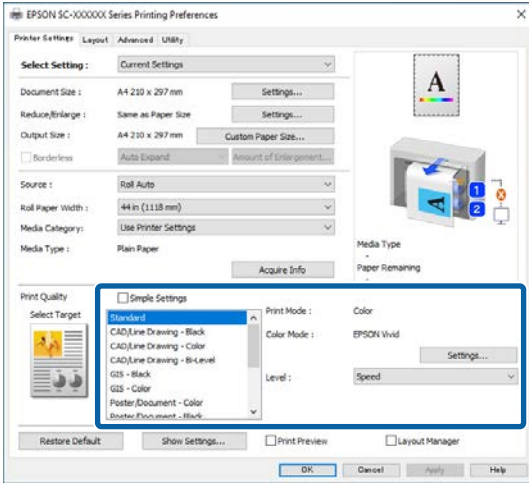 EPSON SC-XXXXXX Series Printing Preferences
Printer Settings Layout Advanced Utility
Select Setting : Current Settings
Document Size : A4 210 x 297 mm Settings...
Reduce/Enlarge : Same as Paper Size Settings...
Output Size : A4 210 x 297 mm Custom Paper Size...
Borderless Auto Expand Amount of Enlargement...
Source : Roll Auto
Roll Paper Width : 44 in (1118 mm)
Media Category: Use Printer Settings
Media Type : Plain Paper
Acquire Info
A
A
1
2
Media Type
-
Paper Remaining
-
Print Quality
Select Target
Simple Settings
Standard
CAD/Line Drawing - Black
CAD/Line Drawing - Color
CAD/Line Drawing - Bi-Level
GIS - Black
GIS - Color
Poster/Document - Color
Poster/Document - Black
Print Mode : Color
Color Mode : EPSON Vivid
Settings...
Level : Speed
Restore Default Show Settings... Print Preview Layout Manager
OK Cancel Apply Help